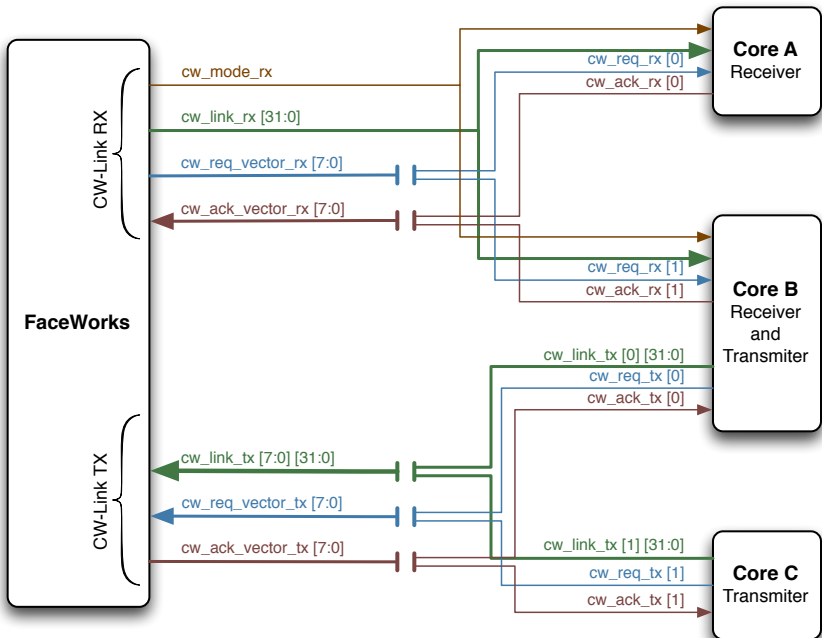 FaceWorks
CW-Link RX
cw_mode_rx
cw_link_rx [31:0]
cw_req_vector_rx [7:0]
cw_ack_vector_rx [7:0]
CW-Link TX
cw_link_tx [7:0] [31:0]
cw_req_vector_tx [7:0]
cw_ack_vector_tx [7:0]
cw_req_rx [0]
cw_ack_rx [0]
Core A
Receiver
cw_req_rx [1]
cw_ack_rx [1]
cw_link_tx [0] [31:0]
cw_req_tx [0]
cw_ack_tx [0]
Core B
Receiver
and
Transmiter
cw_link_tx [1] [31:0]
cw_req_tx [1]
cw_ack_tx [1]
Core C
Transmiter